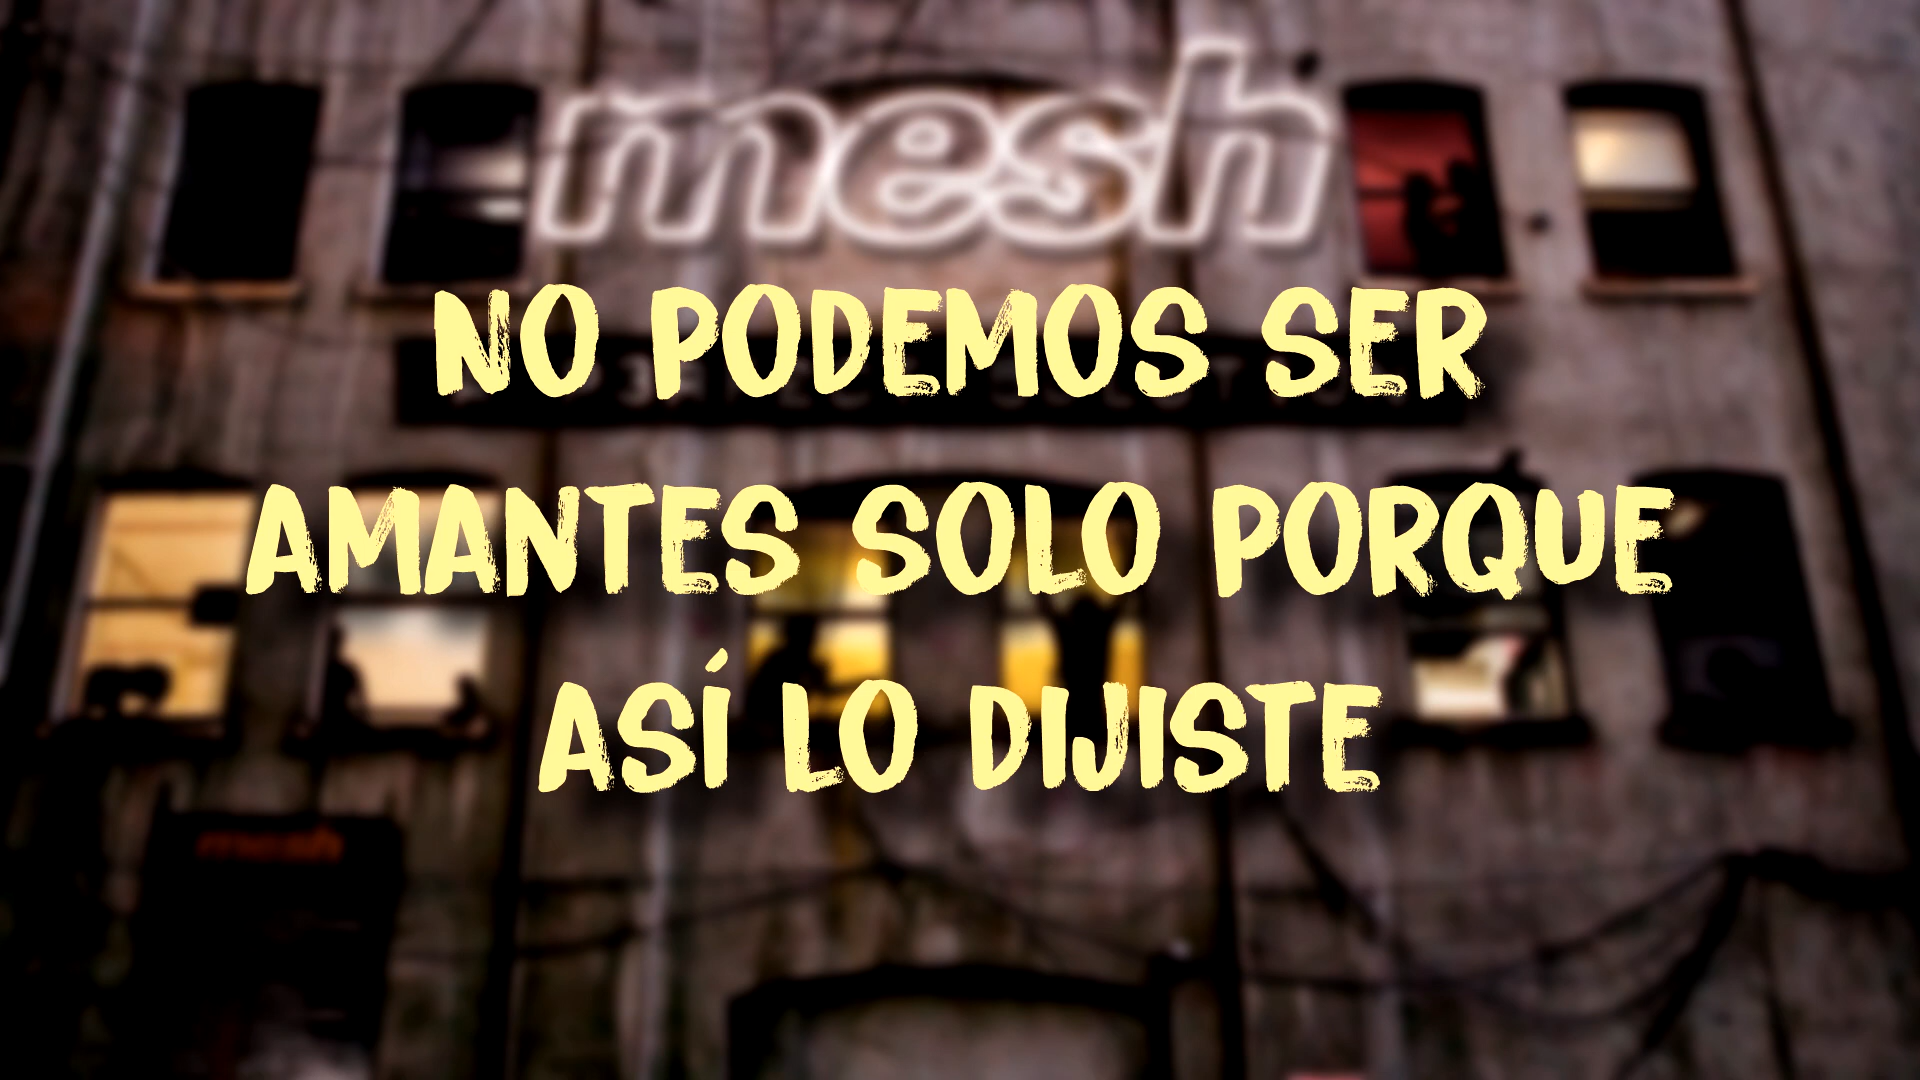 mesh
NO PODEMOS SER
AMANTES SOLO PORQUE
ASÍ LO DIJISTE
mesh